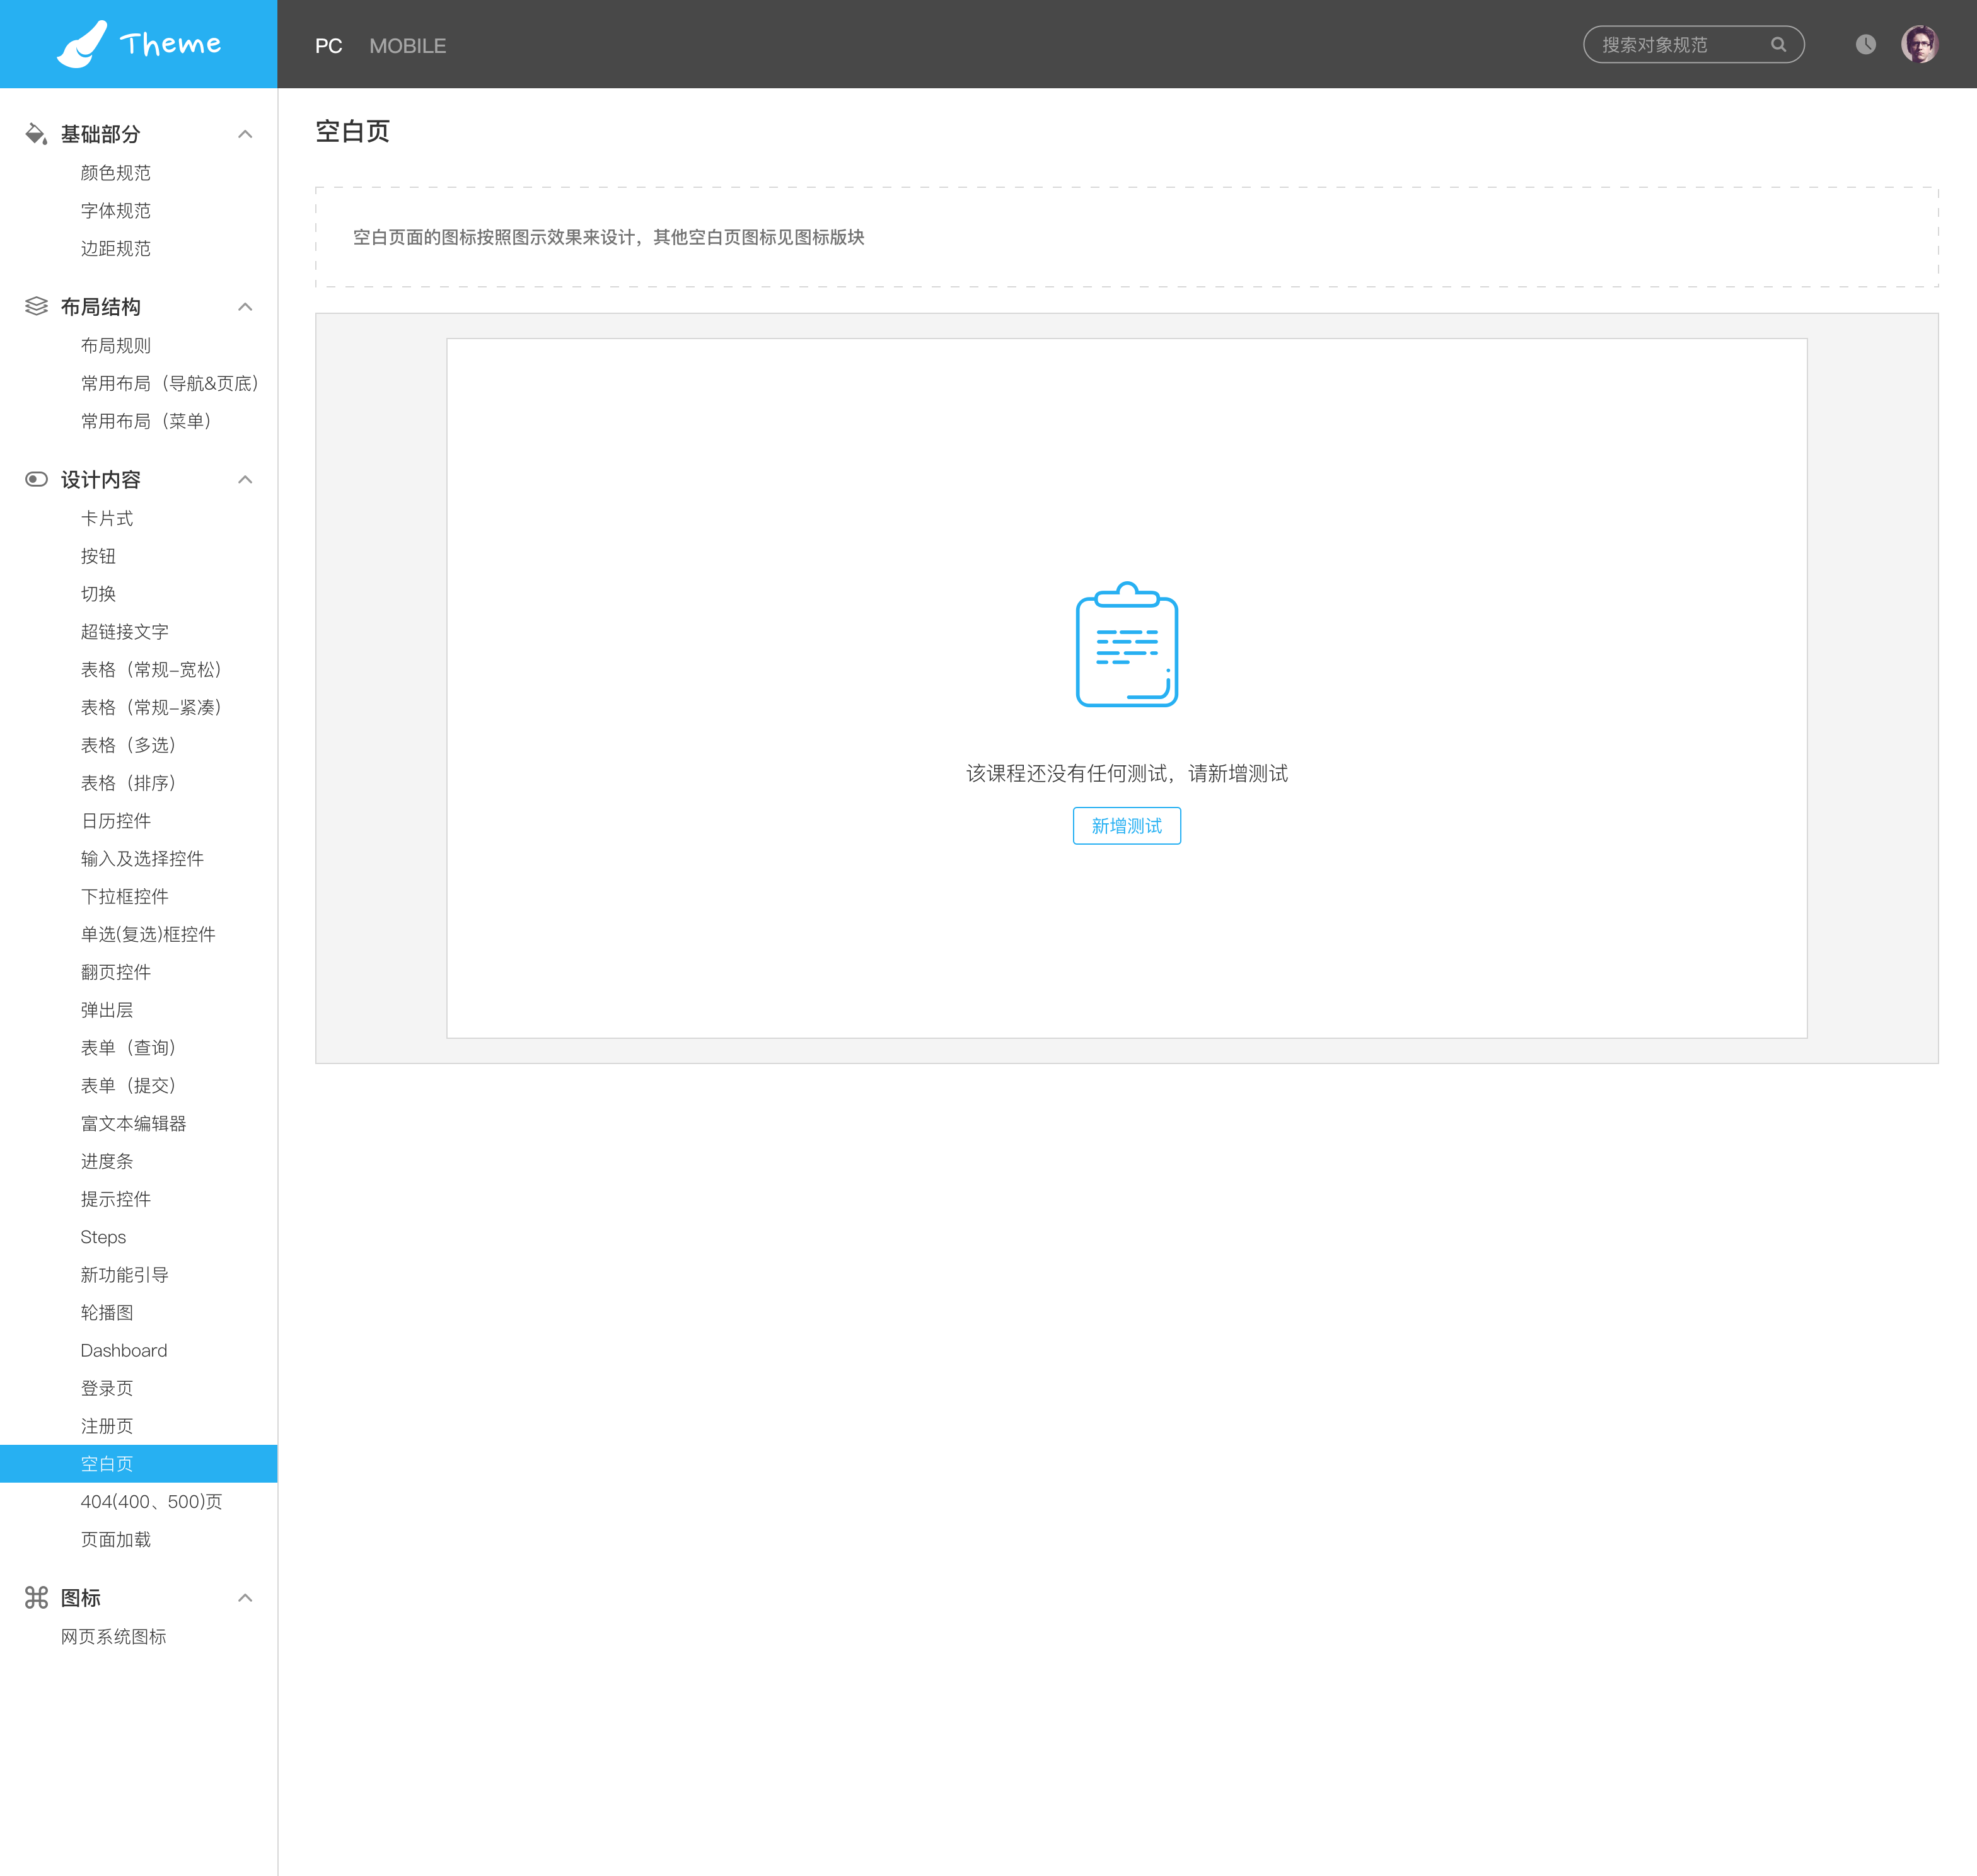 Theme
PC
MOBILE
搜索对象规范
基础部分
颜色规范
字体规范
边距规范
布局结构
布局规则
常用布局（导航&页底）
常用布局（菜单）
设计内容
卡片式
按钮
切换
超链接文字
表格（常规-宽松）
表格（常规-紧凑）
表格（多选）
表格（排序）
日历控件
输入及选择控件
下拉框控件
单选(复选)框控件
翻页控件
弹出层
表单（查询）
表单（提交）
富文本编辑器
进度条
提示控件
Steps
新功能引导
轮播图
Dashboard
登录页
注册页
空白页
404(400、500)页
页面加载
图标
网页系统图标
空白页
空白页面的图标按照图示效果来设计，其他空白页图标见图标版块
该课程还没有任何测试，请新增测试
新增测试